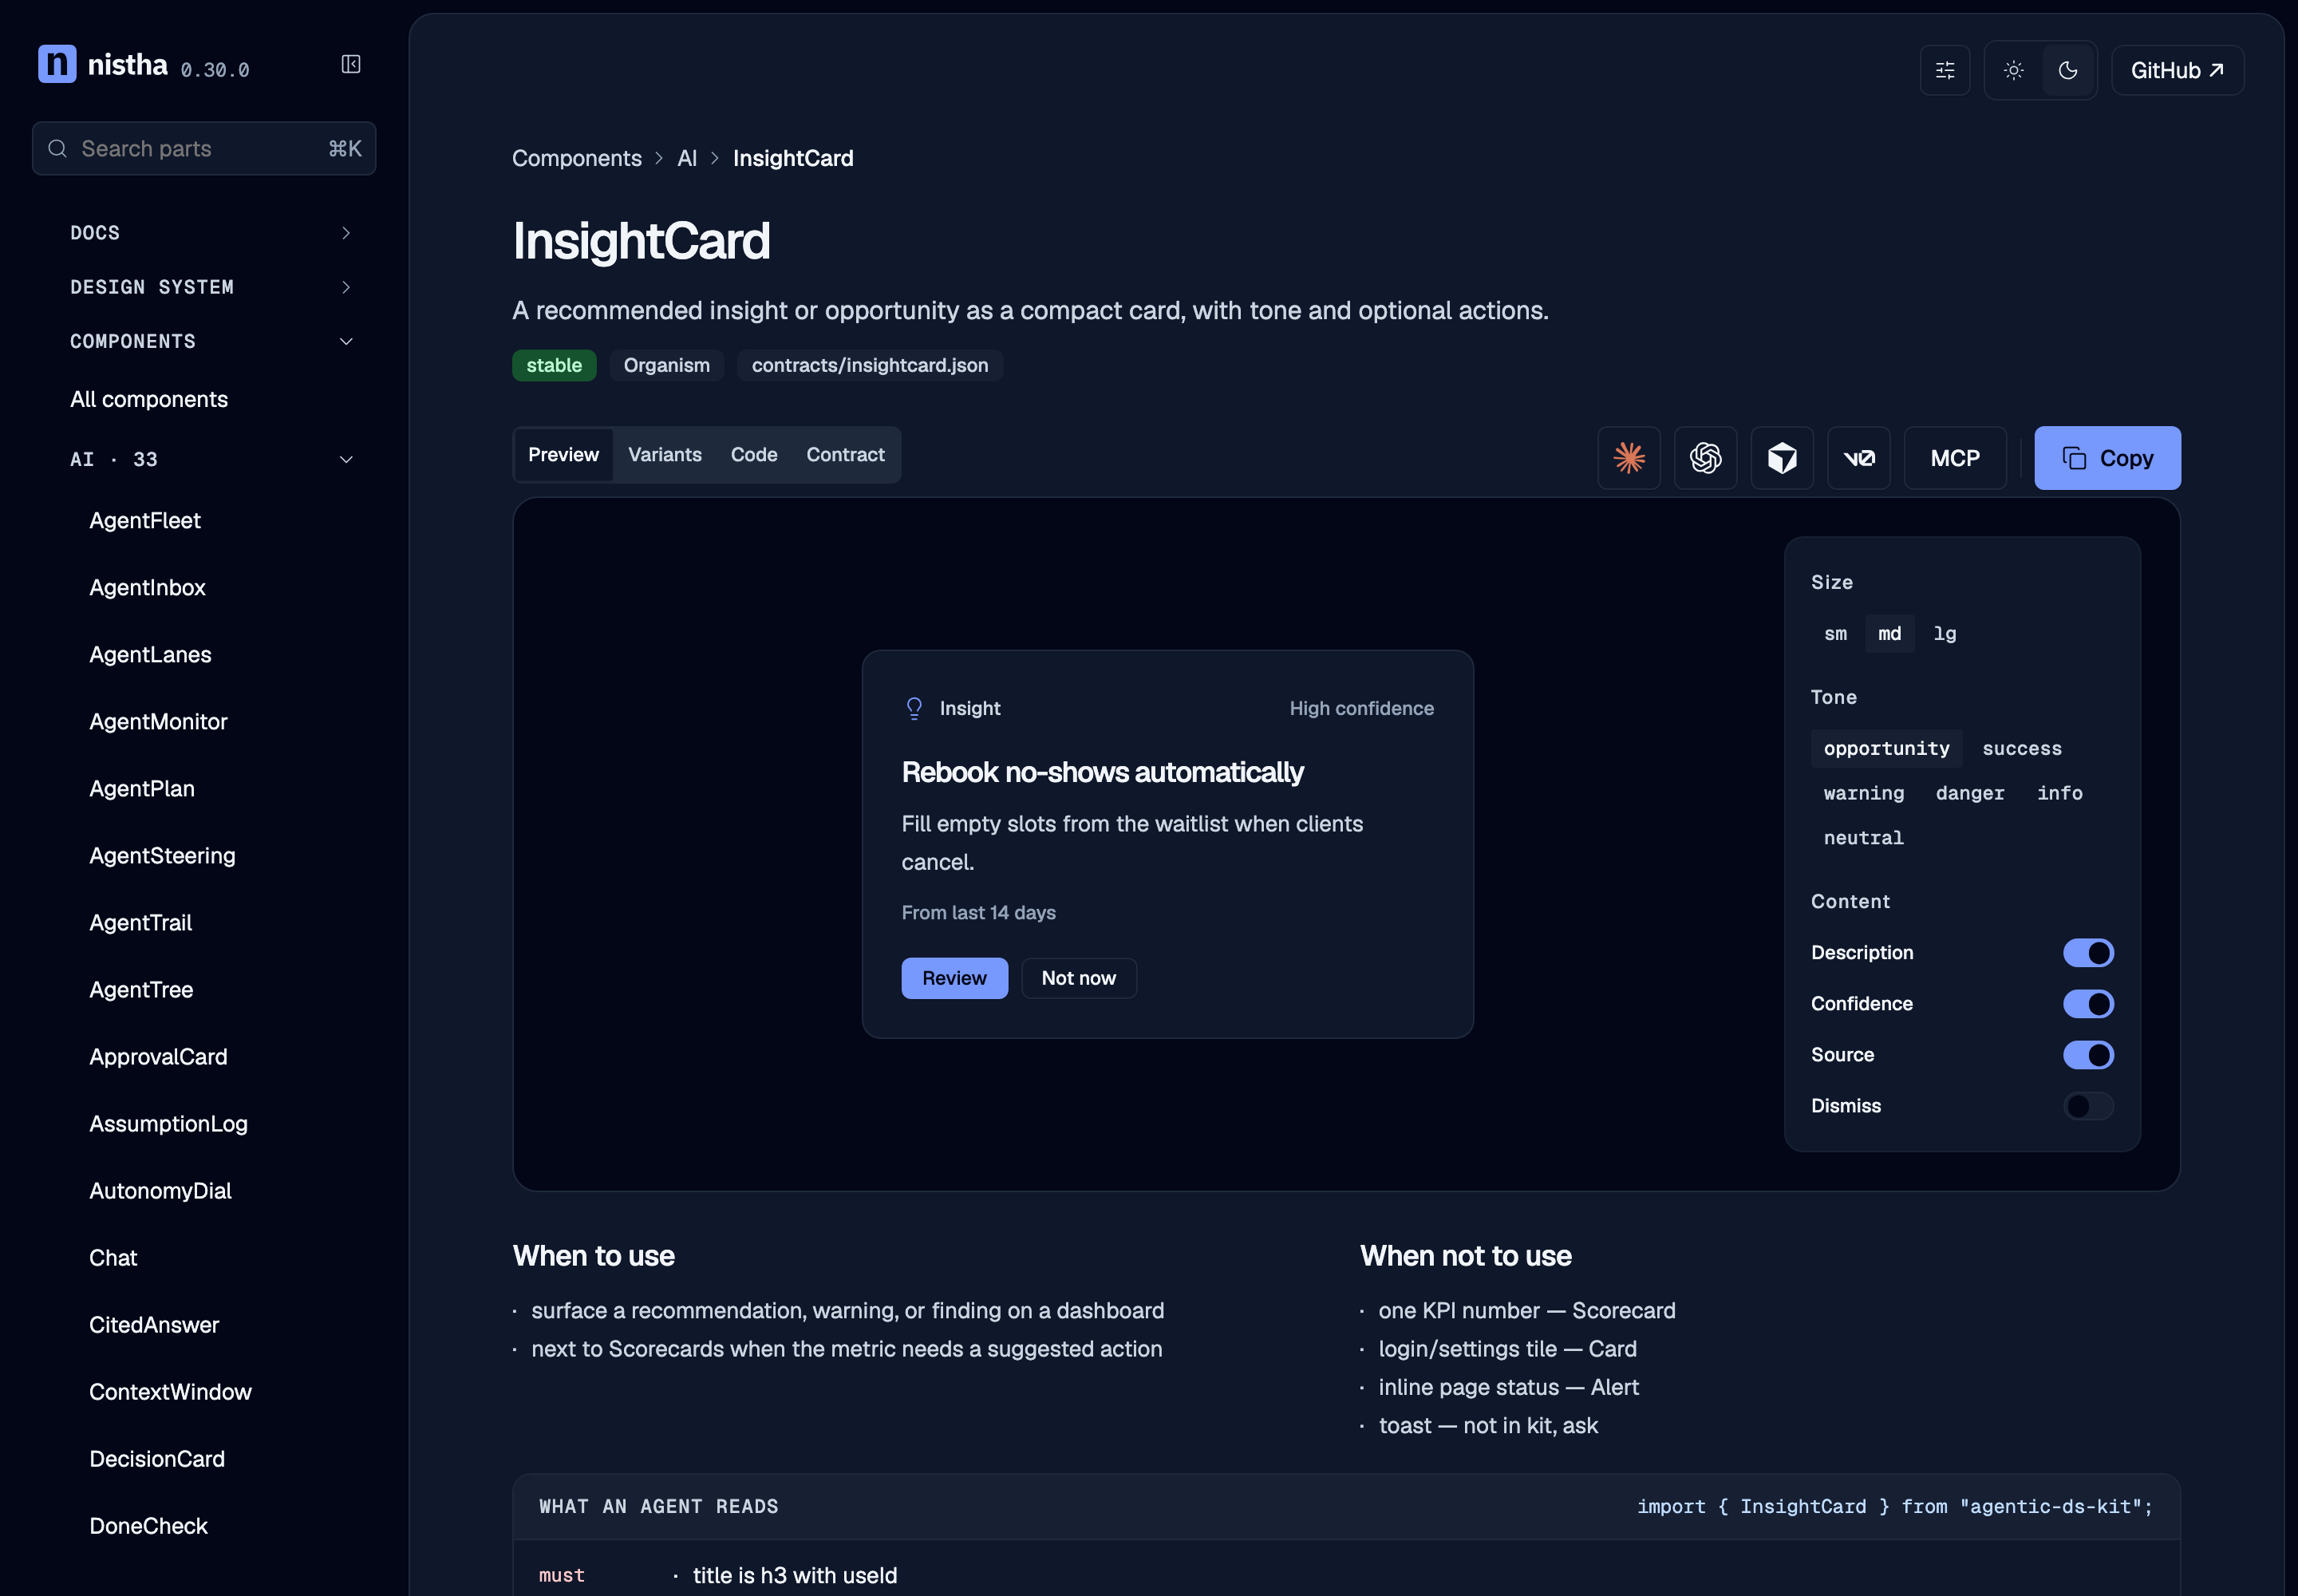 n nistha 0.30.0
Search parts ⌘K
DOCS
DESIGN SYSTEM
COMPONENTS
All components
AI · 33
AgentFleet
AgentInbox
AgentLanes
AgentMonitor
AgentPlan
AgentSteering
AgentTrail
AgentTree
ApprovalCard
AssumptionLog
AutonomyDial
Chat
CitedAnswer
ContextWindow
DecisionCard
DoneCheck
GitHub
Components > AI > InsightCard
InsightCard
A recommended insight or opportunity as a compact card, with tone and optional actions.
stable Organism contracts/insightcard.json
Preview Variants Code Contract
v0 MCP Copy
Insight High confidence
Rebook no-shows automatically
Fill empty slots from the waitlist when clients
cancel.
From last 14 days
Review Not now
Size
sm md lg
Tone
opportunity success
warning danger info
neutral
Content
Description
Confidence
Source
Dismiss
When to use
· surface a recommendation, warning, or finding on a dashboard
· next to Scorecards when the metric needs a suggested action
When not to use
· one KPI number — Scorecard
· login/settings tile — Card
· inline page status — Alert
· toast — not in kit, ask
WHAT AN AGENT READS import { InsightCard } from "agentic-ds-kit";
must · title is h3 with useId